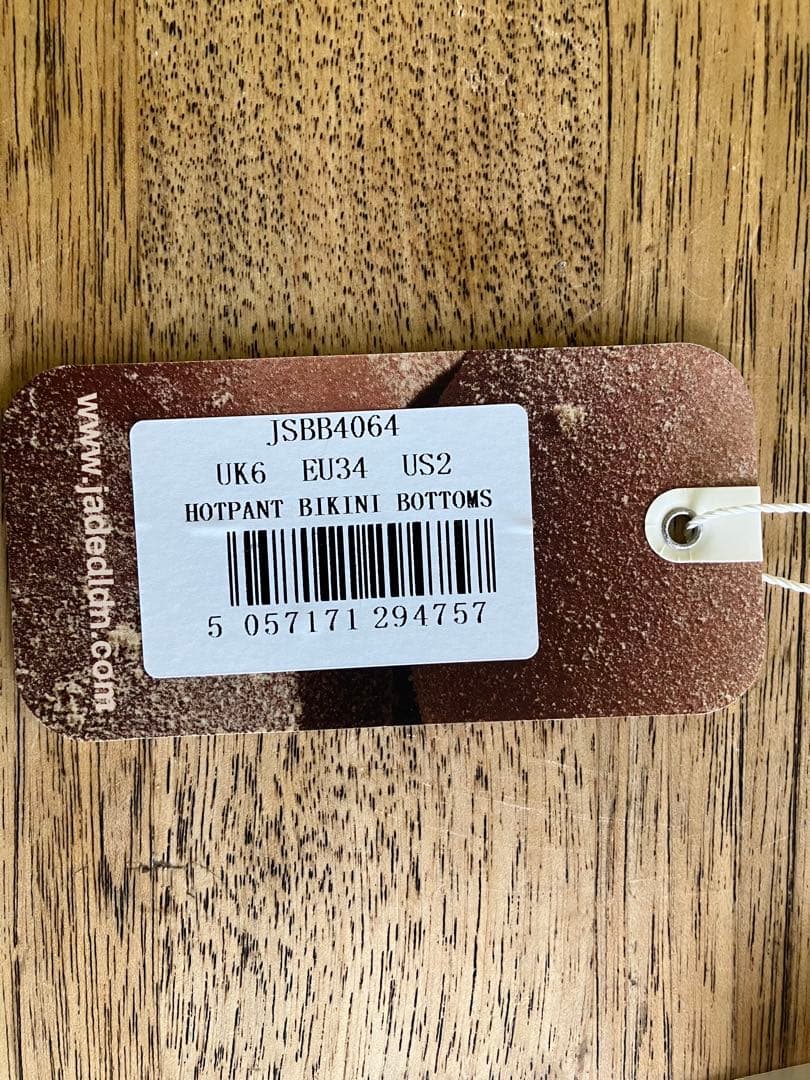 www.jadedldn.com
JSBB4064
UK6 EU34 US2
HOTPANT BIKINI BOTTOMS
5 057171 294757